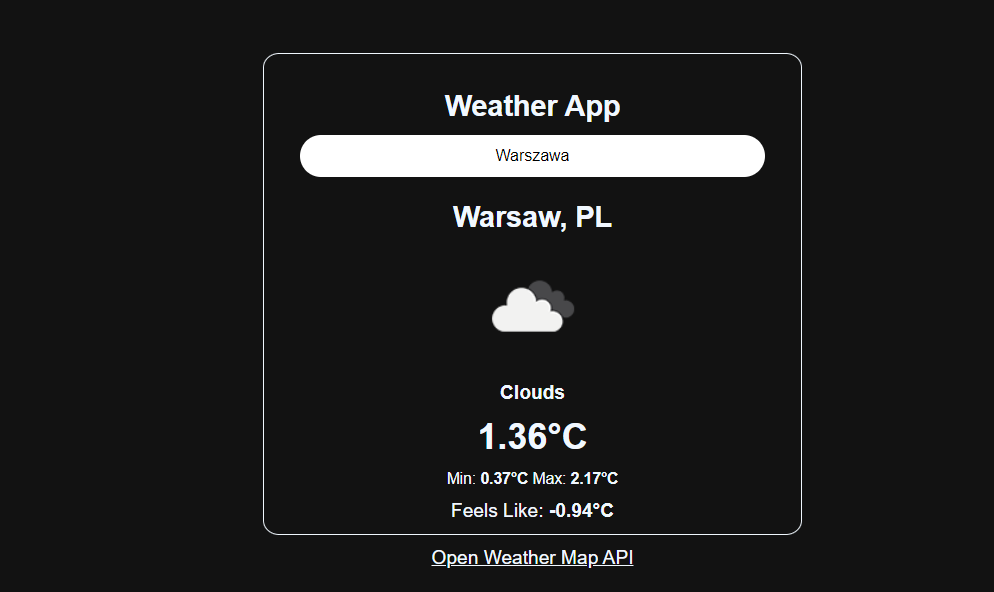 Weather App
Warszawa
Warsaw, PL
Clouds
1.36°C
Min: 0.37°C Max: 2.17°C
Feels Like: -0.94°C
Open Weather Map API